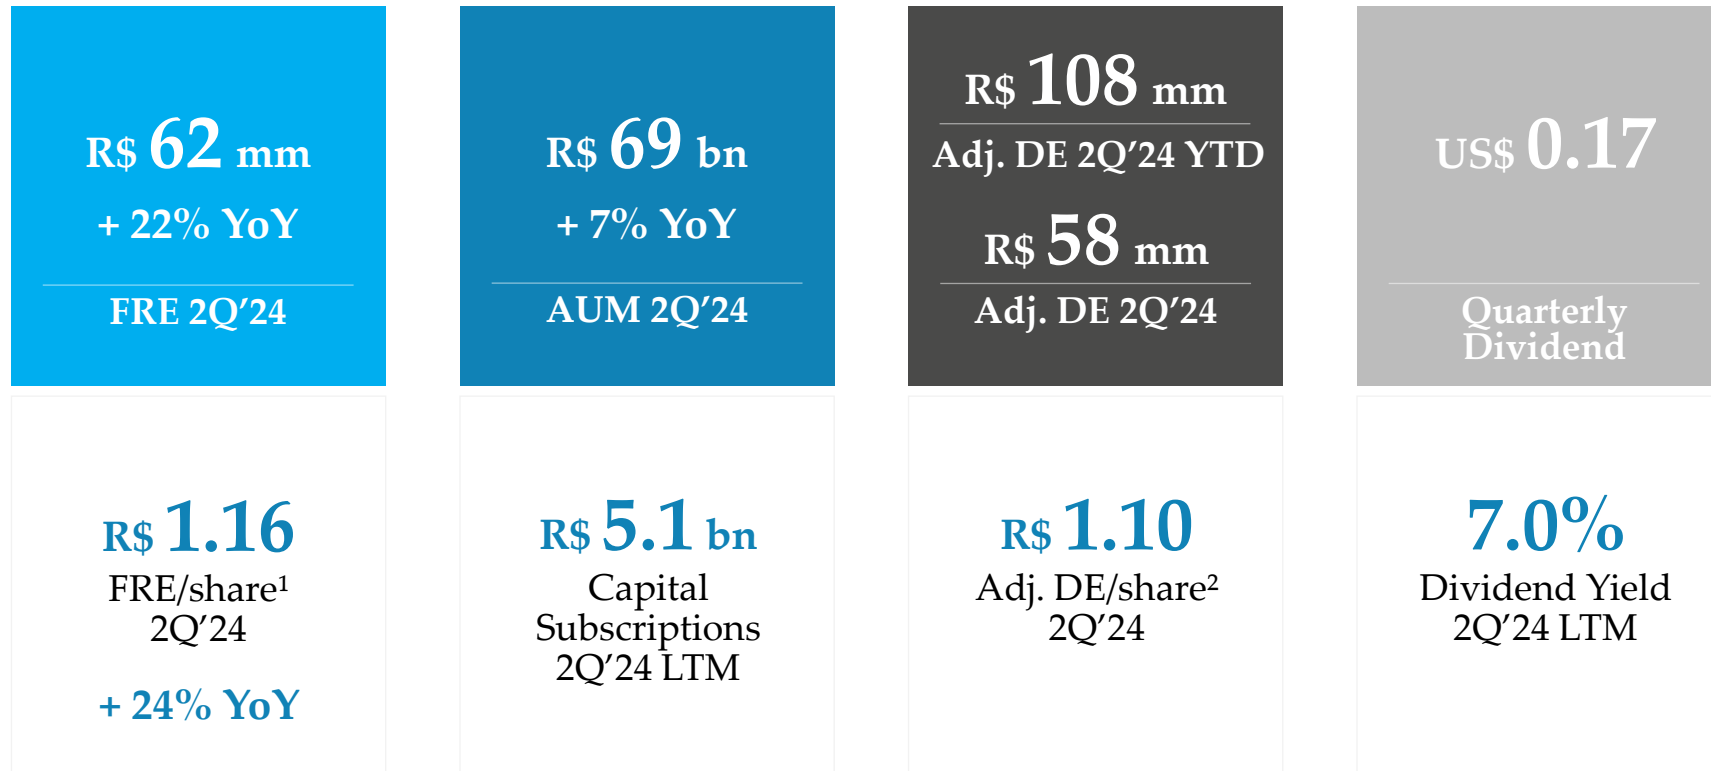 R$ 62 mm
+ 22% YoY
FRE 2Q’24
R$ 69 bn
+ 7% YoY
AUM 2Q’24
R$ 108 mm
Adj. DE 2Q’24 YTD
R$ 58 mm
Adj. DE 2Q’24
US$ 0.17
Quarterly
Dividend
R$ 1.16
FRE/share¹
2Q’24
+ 24% YoY
R$ 5.1 bn
Capital
Subscriptions
2Q’24 LTM
R$ 1.10
Adj. DE/share²
2Q’24
7.0%
Dividend Yield
2Q’24 LTM